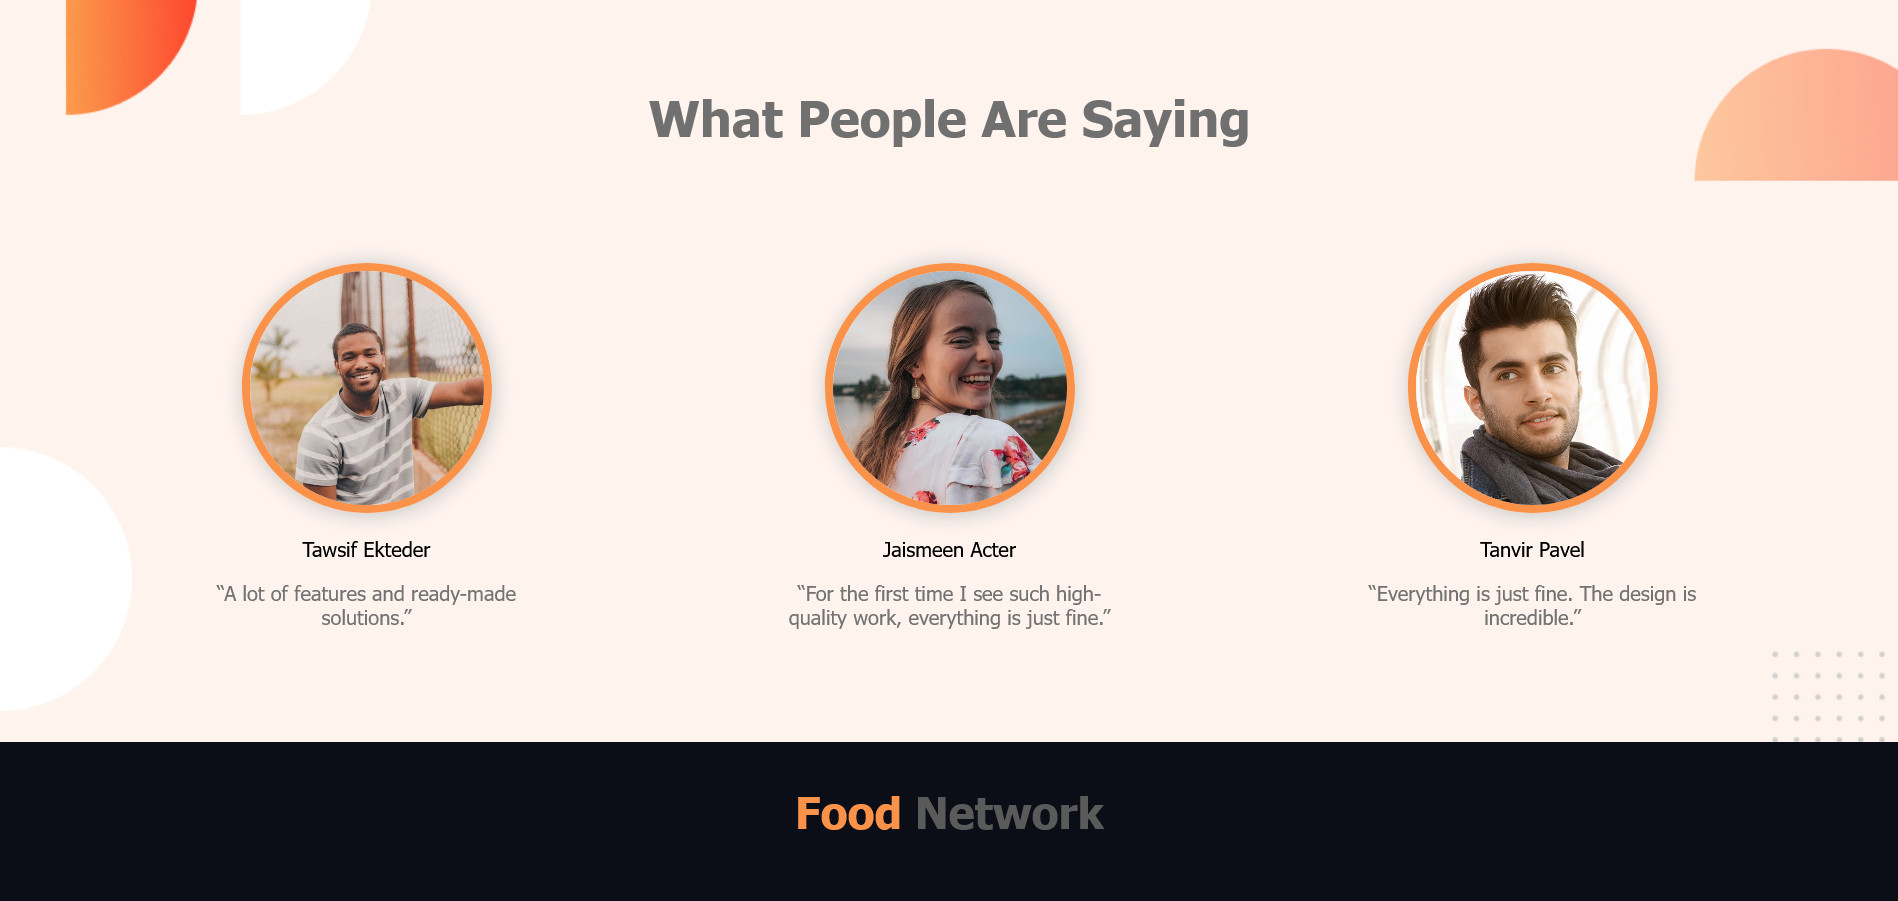 What People Are Saying
Tawsif Ekteder
“A lot of features and ready-made
solutions.”
Jaismeen Acter
“For the first time I see such high-
quality work, everything is just fine.”
Tanvir Pavel
“Everything is just fine. The design is
incredible.”
Food Network